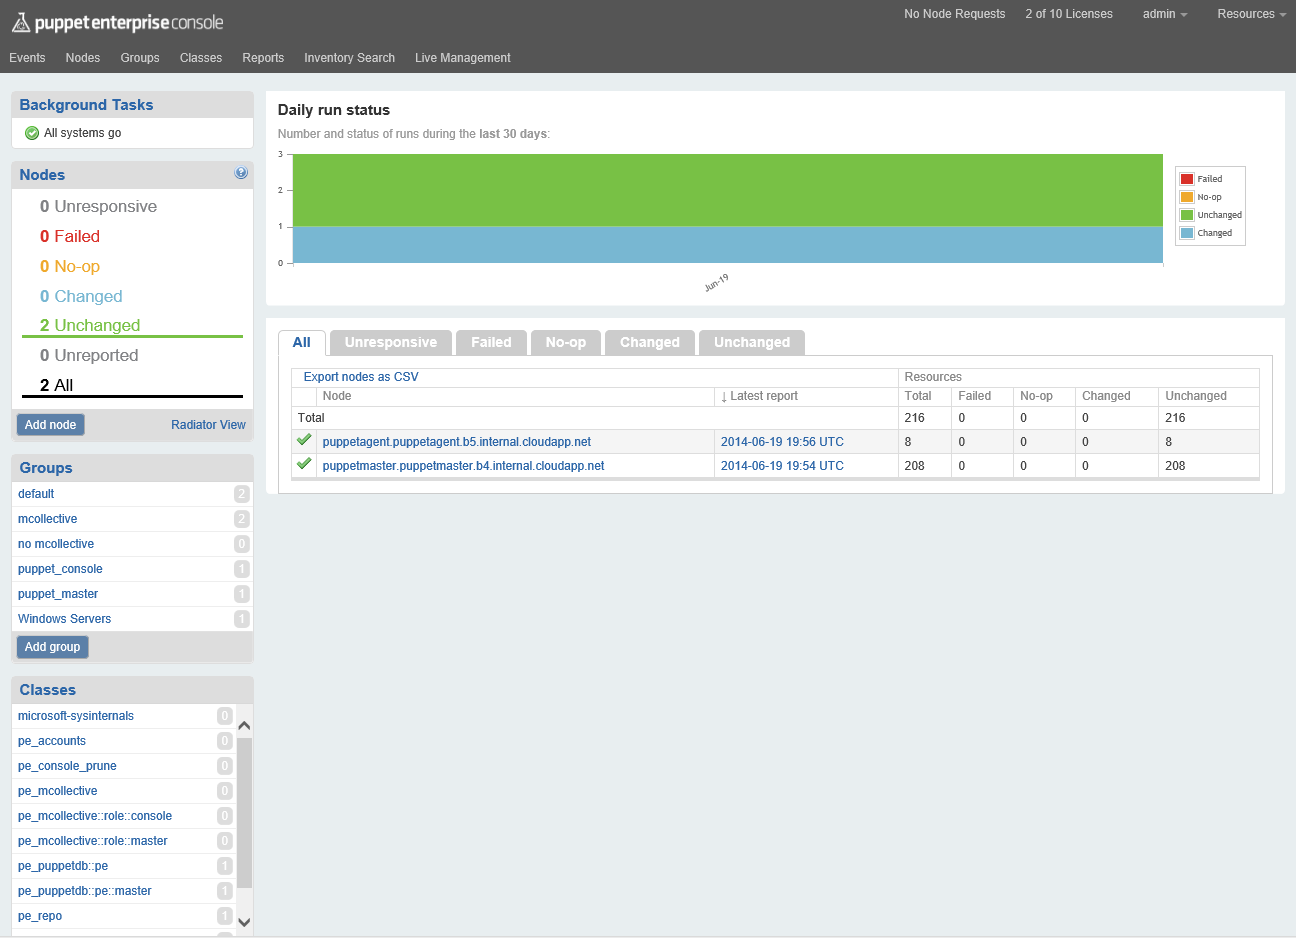 puppet enterprise console
No Node Requests 2 of 10 Licenses admin Resources
Events Nodes Groups Classes Reports Inventory Search Live Management
Background Tasks
All systems go
Nodes
?
0 Unresponsive
0 Failed
0 No-op
0 Changed
2 Unchanged
0 Unreported
2 All
Add node Radiator View
Groups
default 2
mcollective 2
no mcollective 0
puppet_console 1
puppet_master 1
Windows Servers 1
Add group
Classes
microsoft-sysinternals 0
pe_accounts 0
pe_console_prune 0
pe_mcollective 0
pe_mcollective::role::console 0
pe_mcollective::role::master 0
pe_puppetdb::pe 1
pe_puppetdb::pe::master 1
pe_repo 1
Daily run status
Number and status of runs during the last 30 days:
3
2
1
0
Jun-19
Failed
No-op
Unchanged
Changed
All Unresponsive Failed No-op Changed Unchanged
Export nodes as CSV Resources
Node ↓ Latest report Total Failed No-op Changed Unchanged
Total 216 0 0 0 216
puppetagent.puppetagent.b5.internal.cloudapp.net 2014-06-19 19:56 UTC 8 0 0 0 8
puppetmaster.puppetmaster.b4.internal.cloudapp.net 2014-06-19 19:54 UTC 208 0 0 0 208